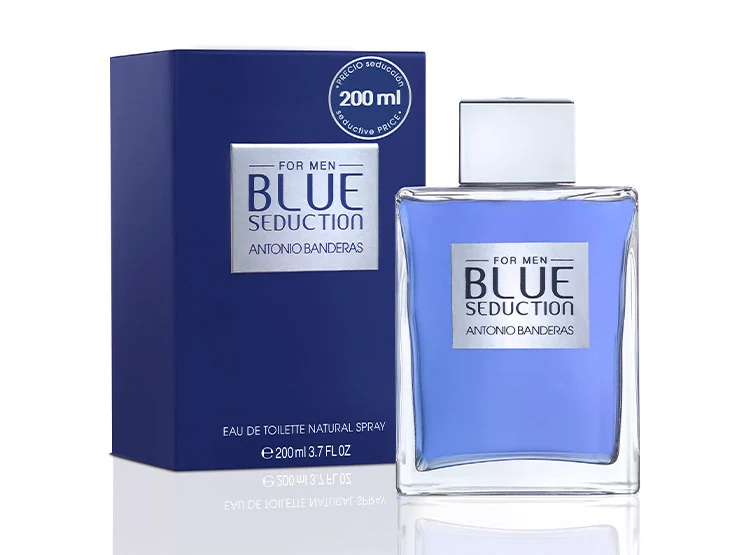 PRECIO seducción
200 ml
seductive PRICE
FOR MEN
BLUE
SEDUCTION
ANTONIO BANDERAS
EAU DE TOILETTE NATURAL SPRAY
℮ 200 ml 3.7 FL OZ
FOR MEN
BLUE
SEDUCTION
ANTONIO BANDERAS